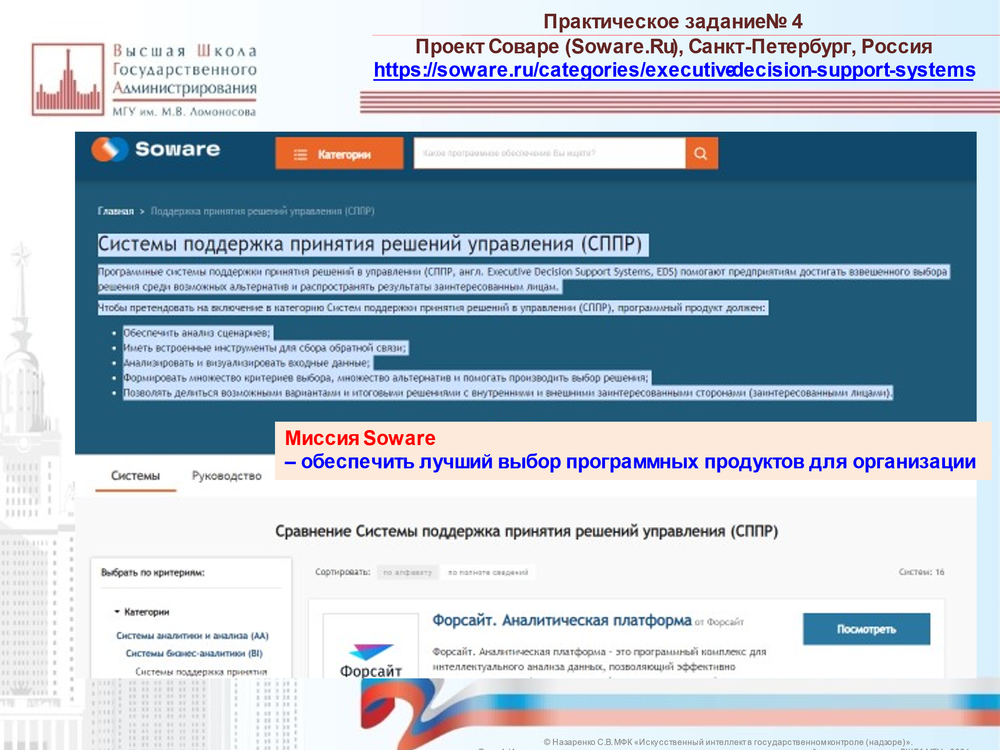 Практическое задание№ 4
Проект Соваре (Soware.Ru), Санкт-Петербург, Россия
https://soware.ru/categories/executive-decision-support-systems
Высшая Школа
Государственного
Администрирования
МГУ им. М.В. Ломоносова
Soware
Категории
Какое программное обеспечение Вы ищете?
Главная > Поддержка принятия решений управления (СППР)
Системы поддержка принятия решений управления (СППР)
Программные системы поддержки принятия решений в управлении (СППР, англ. Executive Decision Support Systems, EDS) помогают предприятиям достигать взвешенного выбора
решения среди возможных альтернатив и распространять результаты заинтересованным лицам.
Чтобы претендовать на включение в категорию Систем поддержки принятия решений в управлении (СППР), программный продукт должен:
• Обеспечить анализ сценариев;
• Иметь встроенные инструменты для сбора обратной связи;
• Анализировать и визуализировать входные данные;
• Формировать множество критериев выбора, множество альтернатив и помогать производить выбор решения;
• Позволять делиться возможными вариантами и итоговыми решениями с внутренними и внешними заинтересованными сторонами (заинтересованными лицами).
Миссия Soware
– обеспечить лучший выбор программных продуктов для организации
Системы Руководство
Сравнение Системы поддержка принятия решений управления (СППР)
Выбрать по критериям:
Сортировать: по алфавиту по полноте сведений Систем: 16
Категории
Системы аналитики и анализа (АА)
Системы бизнес-аналитики (BI)
Системы поддержка принятия
Форсайт
Форсайт. Аналитическая платформа от Форсайт
Посмотреть
Форсайт. Аналитическая платформа - это программный комплекс для
интеллектуального анализа данных, позволяющий эффективно
© Назаренко С.В. МФК «Искусственный интеллект в государственном контроле (надзоре)».